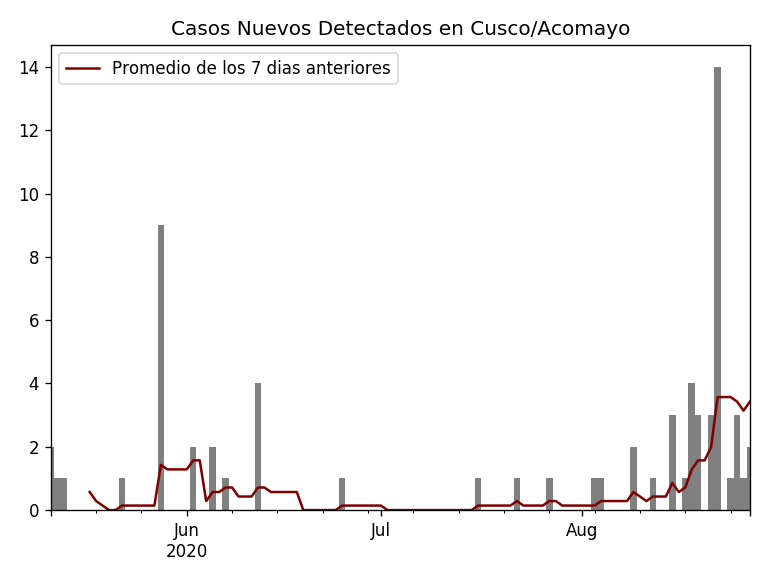 Casos Nuevos Detectados en Cusco/Acomayo
Promedio de los 7 dias anteriores
14
12
10
8
6
4
2
0
Jun
2020
Jul
Aug